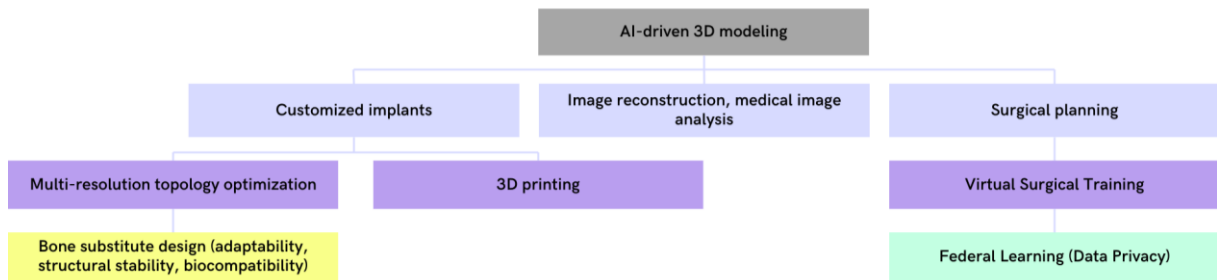 AI-driven 3D modeling
Customized implants
Image reconstruction, medical image
analysis
Surgical planning
Multi-resolution topology optimization
3D printing
Virtual Surgical Training
Bone substitute design (adaptability,
structural stability, biocompatibility)
Federal Learning (Data Privacy)